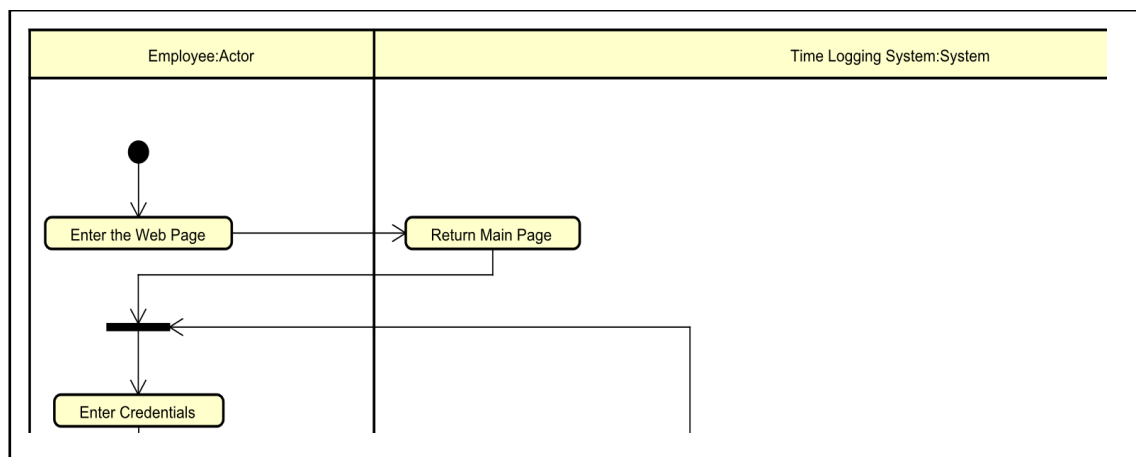 Employee:Actor
Time Logging System:System
Enter the Web Page
Return Main Page
Enter Credentials